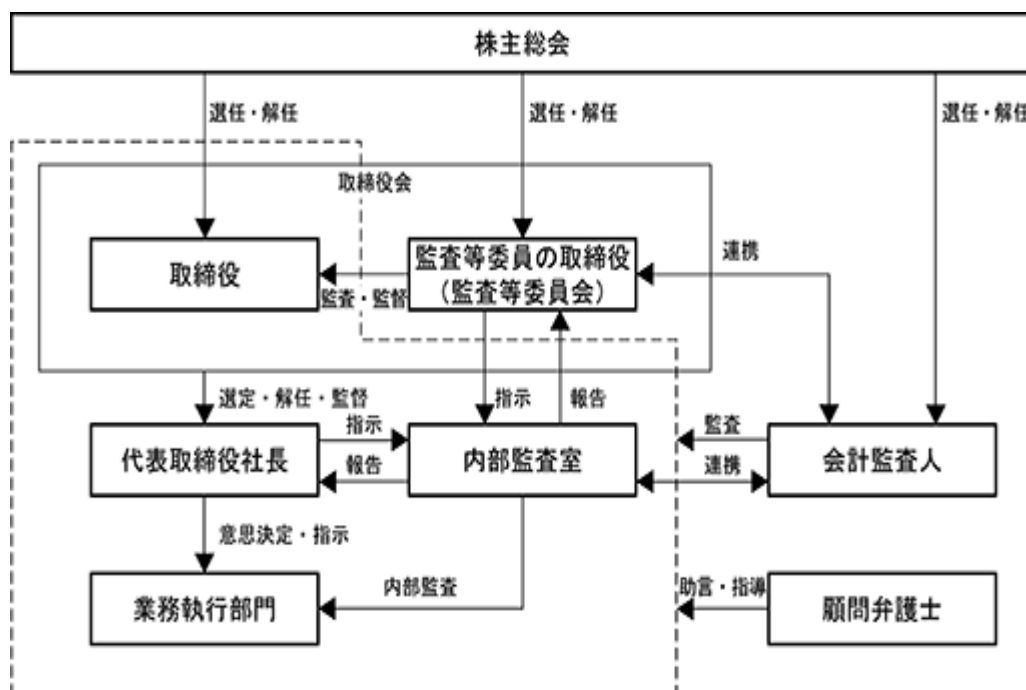 株主総会
選任・解任
選任・解任
選任・解任
取締役会
取締役
監査・監督
監査等委員の取締役
(監査等委員会)
連携
選定・解任・監督
指示
報告
代表取締役社長
指示
報告
内部監査室
監査
連携
会計監査人
意思決定・指示
業務執行部門
内部監査
助言・指導
顧問弁護士